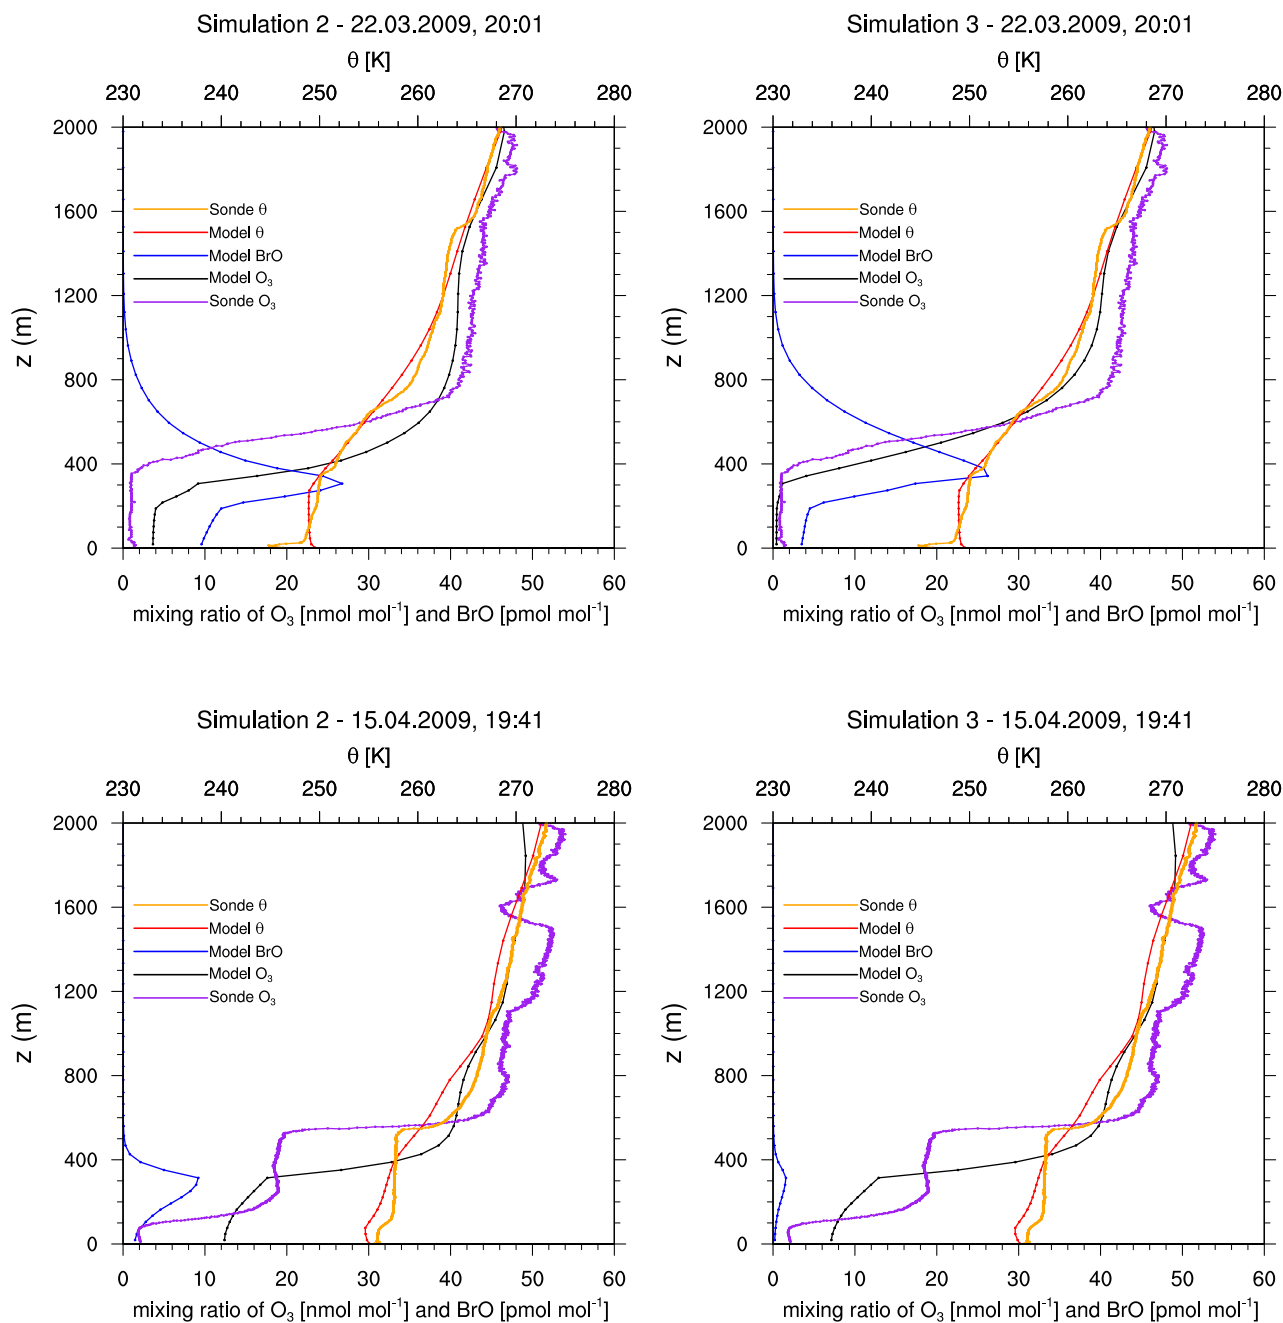 Simulation 2 - 22.03.2009, 20:01
θ [K]
230 240 250 260 270 280
2000
1600
1200
800
400
0
z (m)
Sonde θ
Model θ
Model BrO
Model O₃
Sonde O₃
0 10 20 30 40 50 60
mixing ratio of O₃ [nmol mol⁻¹] and BrO [pmol mol⁻¹]
Simulation 3 - 22.03.2009, 20:01
θ [K]
230 240 250 260 270 280
2000
1600
1200
800
400
0
z (m)
Sonde θ
Model θ
Model BrO
Model O₃
Sonde O₃
0 10 20 30 40 50 60
mixing ratio of O₃ [nmol mol⁻¹] and BrO [pmol mol⁻¹]
Simulation 2 - 15.04.2009, 19:41
θ [K]
230 240 250 260 270 280
2000
1600
1200
800
400
0
z (m)
Sonde θ
Model θ
Model BrO
Model O₃
Sonde O₃
0 10 20 30 40 50 60
mixing ratio of O₃ [nmol mol⁻¹] and BrO [pmol mol⁻¹]
Simulation 3 - 15.04.2009, 19:41
θ [K]
230 240 250 260 270 280
2000
1600
1200
800
400
0
z (m)
Sonde θ
Model θ
Model BrO
Model O₃
Sonde O₃
0 10 20 30 40 50 60
mixing ratio of O₃ [nmol mol⁻¹] and BrO [pmol mol⁻¹]